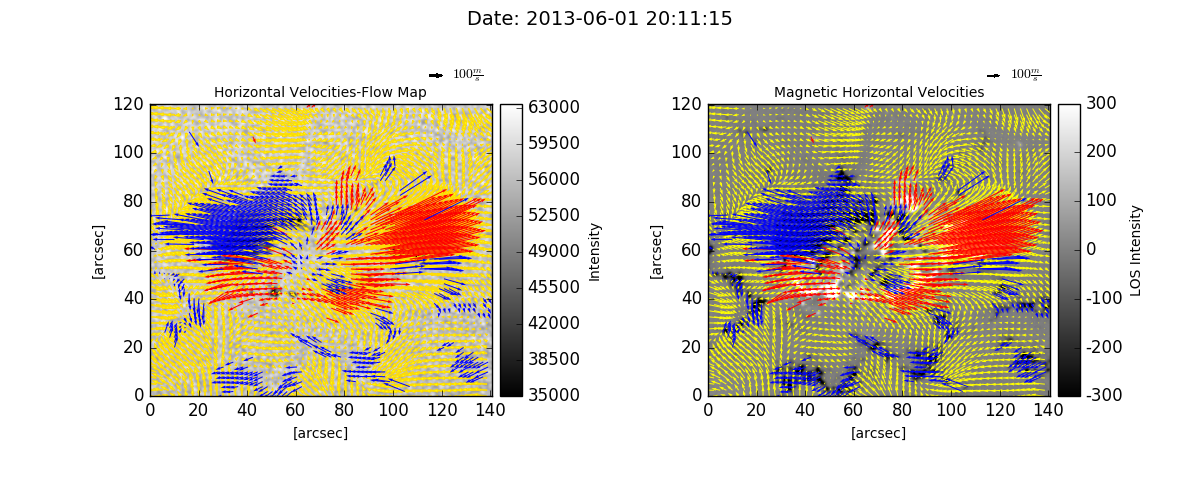 Date: 2013-06-01 20:11:15
100 m/s
Horizontal Velocities-Flow Map
120
100
80
60
40
20
0
0 20 40 60 80 100 120 140
[arcsec]
[arcsec]
63000
59500
56000
52500
49000
45500
42000
38500
35000
Intensity
100 m/s
Magnetic Horizontal Velocities
120
100
80
60
40
20
0
0 20 40 60 80 100 120 140
[arcsec]
[arcsec]
300
200
100
0
-100
-200
-300
LOS Intensity